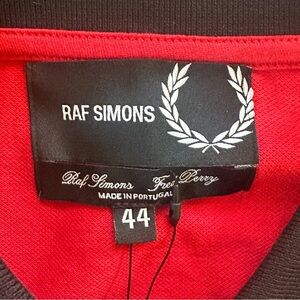 RAF SIMONS
Raf Simons Fred Perry
MADE IN PORTUGAL
44